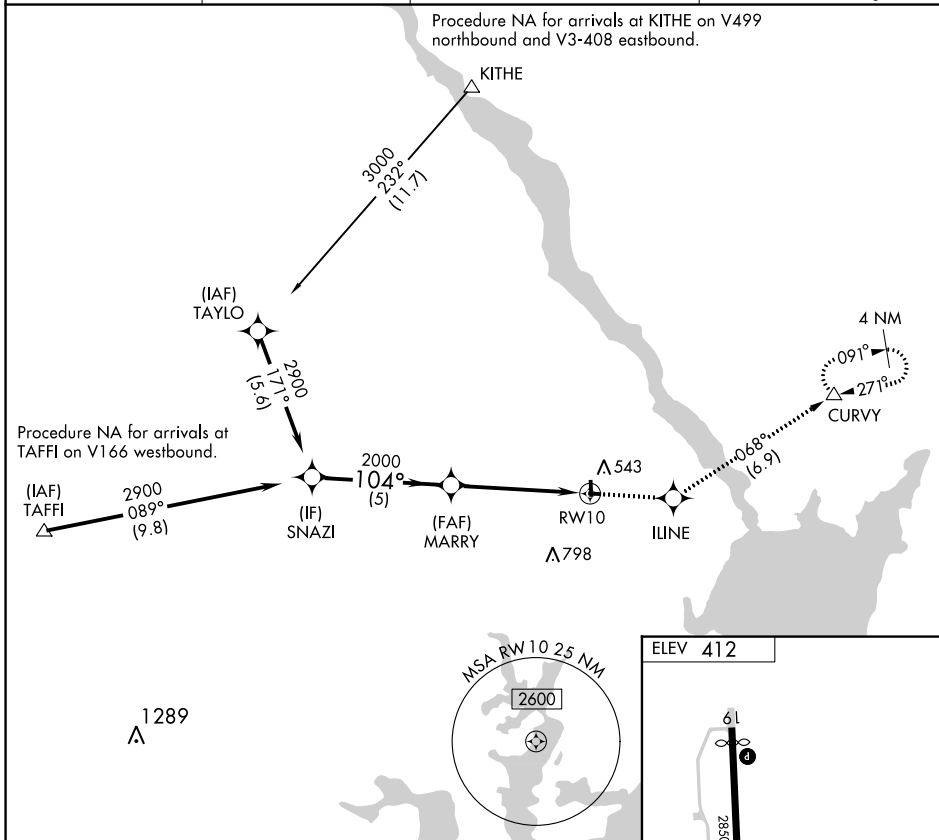 Procedure NA for arrivals at KITHE on V499
northbound and V3-408 eastbound.
KITHE
3000
232°
(11.7)
(IAF)
TAYLO
2900
171°
(5.6)
4 NM
091°
271°
CURVY
068°
(6.9)
Procedure NA for arrivals at
TAFFI on V166 westbound.
(IAF)
TAFFI
2900
089°
(9.8)
(IF)
SNAZI
2000
104°
(5)
(FAF)
MARRY
543
RW10
ILINE
798
1289
MSA RW10 25 NM
2600
ELEV 412
19
P
2850